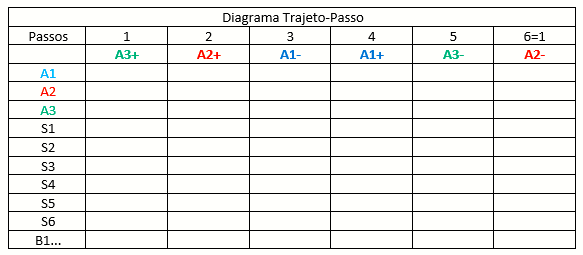 Diagrama Trajeto-Passo
Passos 1 2 3 4 5 6=1
A3+ A2+ A1- A1+ A3- A2-
A1
A2
A3
S1
S2
S3
S4
S5
S6
B1...